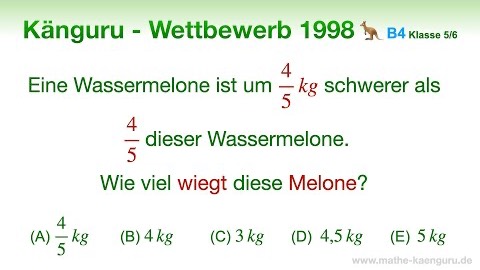 Känguru - Wettbewerb 1998 🦘 B4 Klasse 5/6
Eine Wassermelone ist um 4/5 kg schwerer als
4/5 dieser Wassermelone.
Wie viel wiegt diese Melone?
(A) 4/5 kg (B) 4 kg (C) 3 kg (D) 4,5 kg (E) 5 kg
www.mathe-kaenguru.de